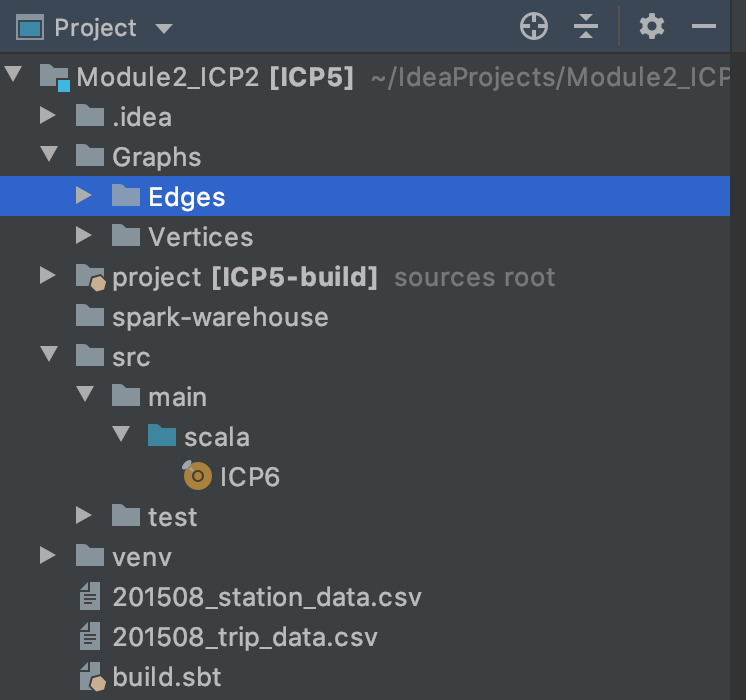 Project
Module2_ICP2 [ICP5] ~/IdeaProjects/Module2_ICP
.idea
Graphs
Edges
Vertices
project [ICP5-build] sources root
spark-warehouse
src
main
scala
ICP6
test
venv
201508_station_data.csv
201508_trip_data.csv
build.sbt